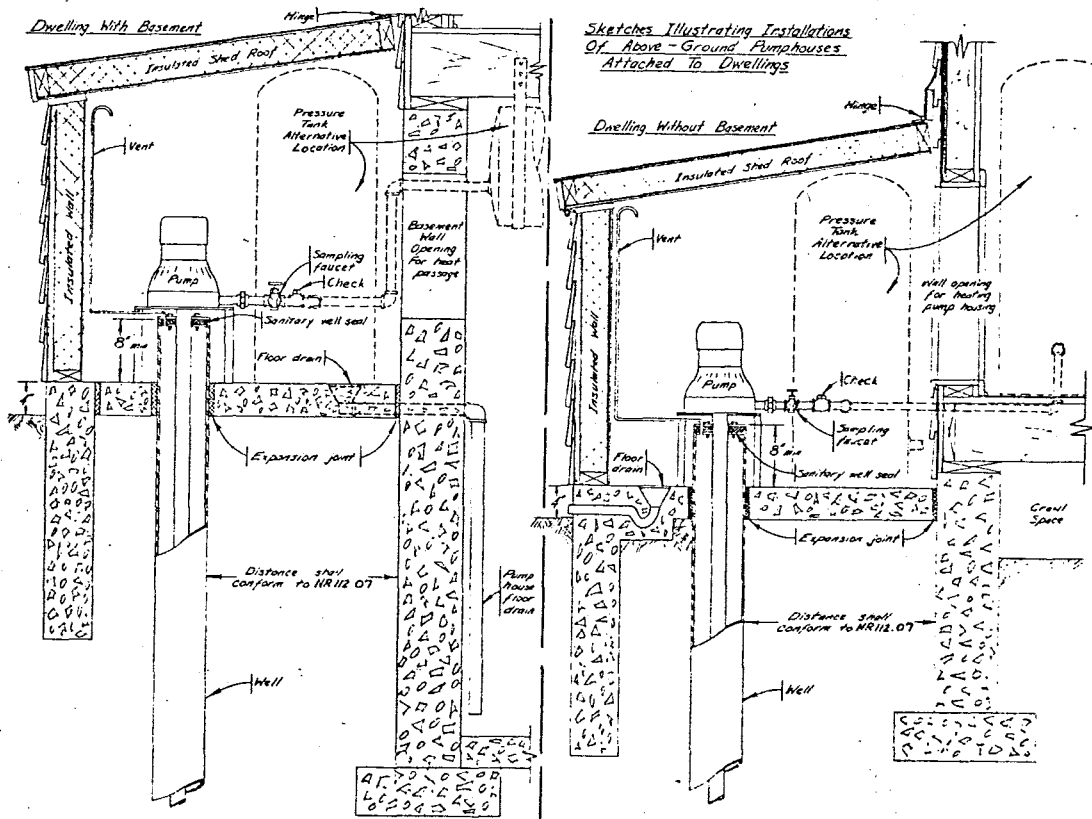 Dwelling With Basement
Hinge
Insulated Shed Roof
Vent
Pressure
Tank
Alternative
Location
Insulated Wall
Pump
Sampling
faucet
Check
Basement
Wall
Opening
For heat
passage
Sanitary well seal
8" min
Floor drain
Expansion joint
Distance shall
conform to NR112.07
Pump
house
floor
drain
Well
Sketches Illustrating Installations
Of Above-Ground Pumphouses
Attached To Dwellings
Hinge
Dwelling Without Basement
Insulated Shed Roof
Vent
Pressure
Tank
Alternative
Location
Insulated Wall
Wall opening
for heating
pump housing
Pump
Check
Sampling
faucet
8" min
Sanitary well seal
Floor
drain
Expansion joint
Crawl
Space
Distance shall
conform to NR112.07
Well